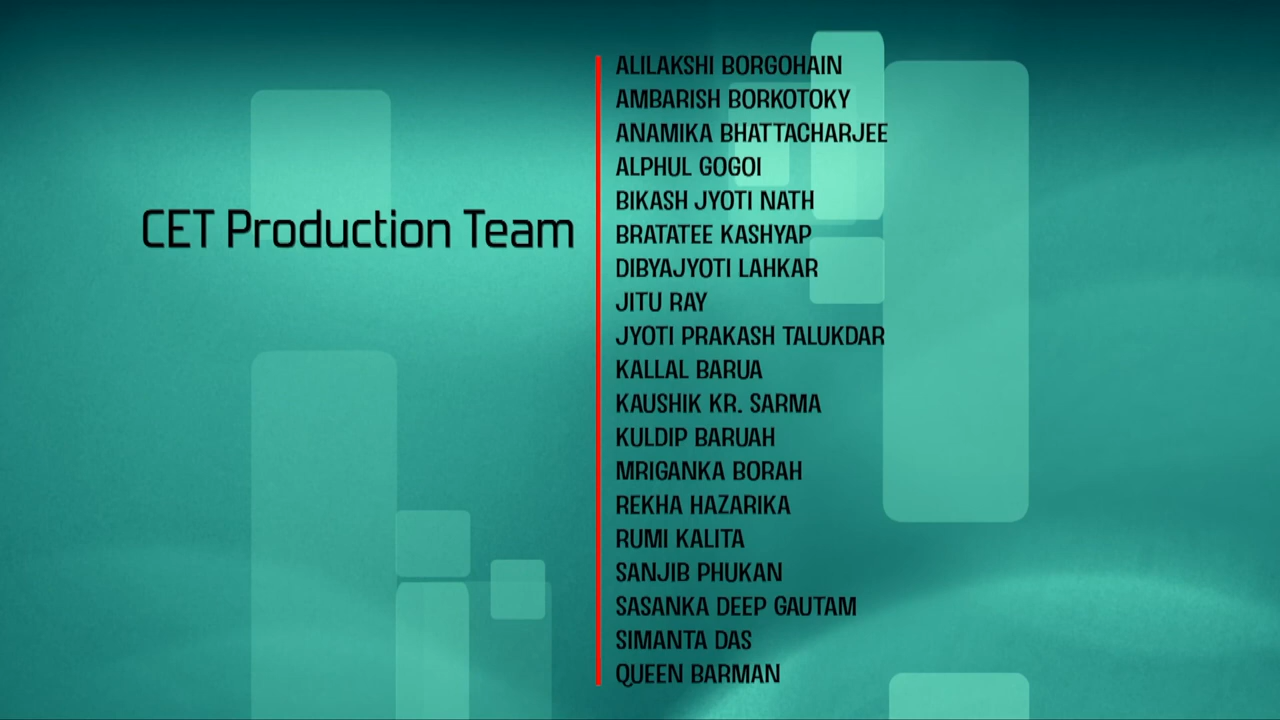 CET Production Team
ALILAKSHI BORGOHAIN
AMBARISH BORKOTOKY
ANAMIKA BHATTACHARJEE
ALPHUL GOGOI
BIKASH JYOTI NATH
BRATATEE KASHYAP
DIBYAJYOTI LAHKAR
JITU RAY
JYOTI PRAKASH TALUKDAR
KALLAL BARUA
KAUSHIK KR. SARMA
KULDIP BARUAH
MRIGANKA BORAH
REKHA HAZARIKA
RUMI KALITA
SANJIB PHUKAN
SASANKA DEEP GAUTAM
SIMANTA DAS
QUEEN BARMAN